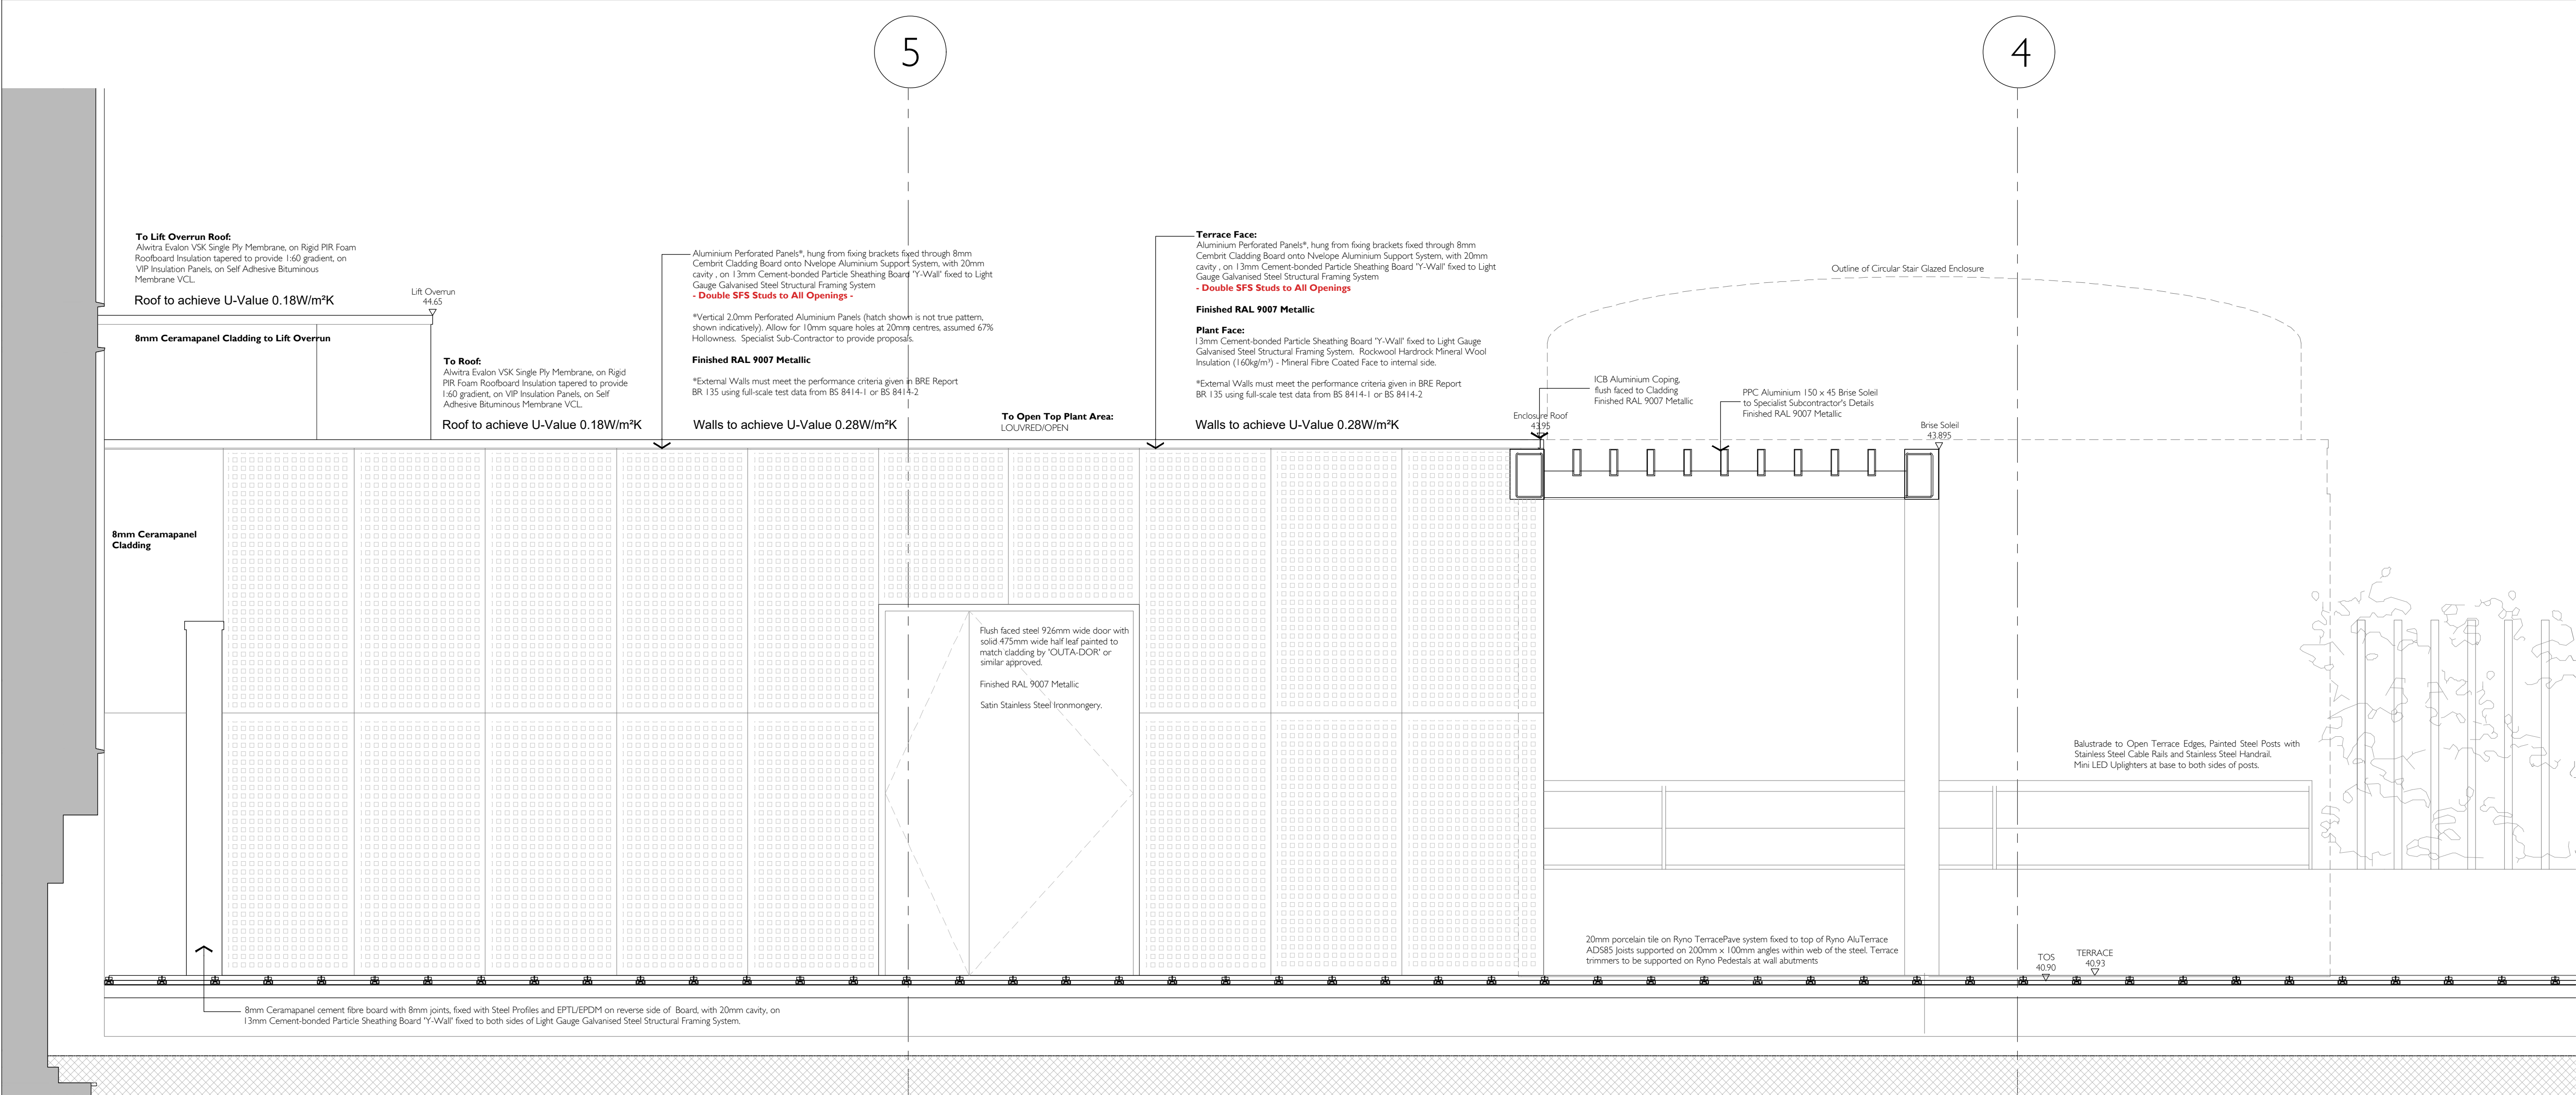 5
4
To Lift Overrun Roof:
Alwitra Evalon VSK Single Ply Membrane, on Rigid PIR Foam
Roofboard Insulation tapered to provide 1:60 gradient, on
VIP Insulation Panels, on Self Adhesive Bituminous
Membrane VCL.
Roof to achieve U-Value 0.18W/m²K
Lift Overrun
44.65
8mm Ceramapanel Cladding to Lift Overrun
To Roof:
Alwitra Evalon VSK Single Ply Membrane, on Rigid
PIR Foam Roofboard Insulation tapered to provide
1:60 gradient, on VIP Insulation Panels, on Self
Adhesive Bituminous Membrane VCL.
Roof to achieve U-Value 0.18W/m²K
Aluminium Perforated Panels*, hung from fixing brackets fixed through 8mm
Cembrit Cladding Board onto Nvelope Aluminium Support System, with 20mm
cavity , on 13mm Cement-bonded Particle Sheathing Board 'Y-Wall' fixed to Light
Gauge Galvanised Steel Structural Framing System
- Double SFS Studs to All Openings -
*Vertical 2.0mm Perforated Aluminium Panels (hatch shown is not true pattern,
shown indicatively). Allow for 10mm square holes at 20mm centres, assumed 67%
Hollowness. Specialist Sub-Contractor to provide proposals.
Finished RAL 9007 Metallic
*External Walls must meet the performance criteria given in BRE Report
BR 135 using full-scale test data from BS 8414-1 or BS 8414-2
Walls to achieve U-Value 0.28W/m²K
To Open Top Plant Area:
LOUVRED/OPEN
Terrace Face:
Aluminium Perforated Panels*, hung from fixing brackets fixed through 8mm
Cembrit Cladding Board onto Nvelope Aluminium Support System, with 20mm
cavity , on 13mm Cement-bonded Particle Sheathing Board 'Y-Wall' fixed to Light
Gauge Galvanised Steel Structural Framing System
- Double SFS Studs to All Openings
Finished RAL 9007 Metallic
Plant Face:
13mm Cement-bonded Particle Sheathing Board 'Y-Wall' fixed to Light Gauge
Galvanised Steel Structural Framing System. Rockwool Hardrock Mineral Wool
Insulation (160kg/m³) - Mineral Fibre Coated Face to internal side.
*External Walls must meet the performance criteria given in BRE Report
BR 135 using full-scale test data from BS 8414-1 or BS 8414-2
Walls to achieve U-Value 0.28W/m²K
Outline of Circular Stair Glazed Enclosure
ICB Aluminium Coping,
flush faced to Cladding
Finished RAL 9007 Metallic
Enclosure Roof
43.95
PPC Aluminium 150 x 45 Brise Soleil
to Specialist Subcontractor's Details
Finished RAL 9007 Metallic
Brise Soleil
43.895
8mm Ceramapanel
Cladding
Flush faced steel 926mm wide door with
solid 475mm wide half leaf painted to
match cladding by 'OUTA-DOR' or
similar approved.
Finished RAL 9007 Metallic
Satin Stainless Steel Ironmongery.
Balustrade to Open Terrace Edges, Painted Steel Posts with
Stainless Steel Cable Rails and Stainless Steel Handrail.
Mini LED Uplighters at base to both sides of posts.
20mm porcelain tile on Ryno TerracePave system fixed to top of Ryno AluTerrace
ADS85 Joists supported on 200mm x 100mm angles within web of the steel. Terrace
trimmers to be supported on Ryno Pedestals at wall abutments
TOS
40.90
TERRACE
40.93
8mm Ceramapanel cement fibre board with 8mm joints, fixed with Steel Profiles and EPTL/EPDM on reverse side of Board, with 20mm cavity, on
13mm Cement-bonded Particle Sheathing Board 'Y-Wall' fixed to both sides of Light Gauge Galvanised Steel Structural Framing System.